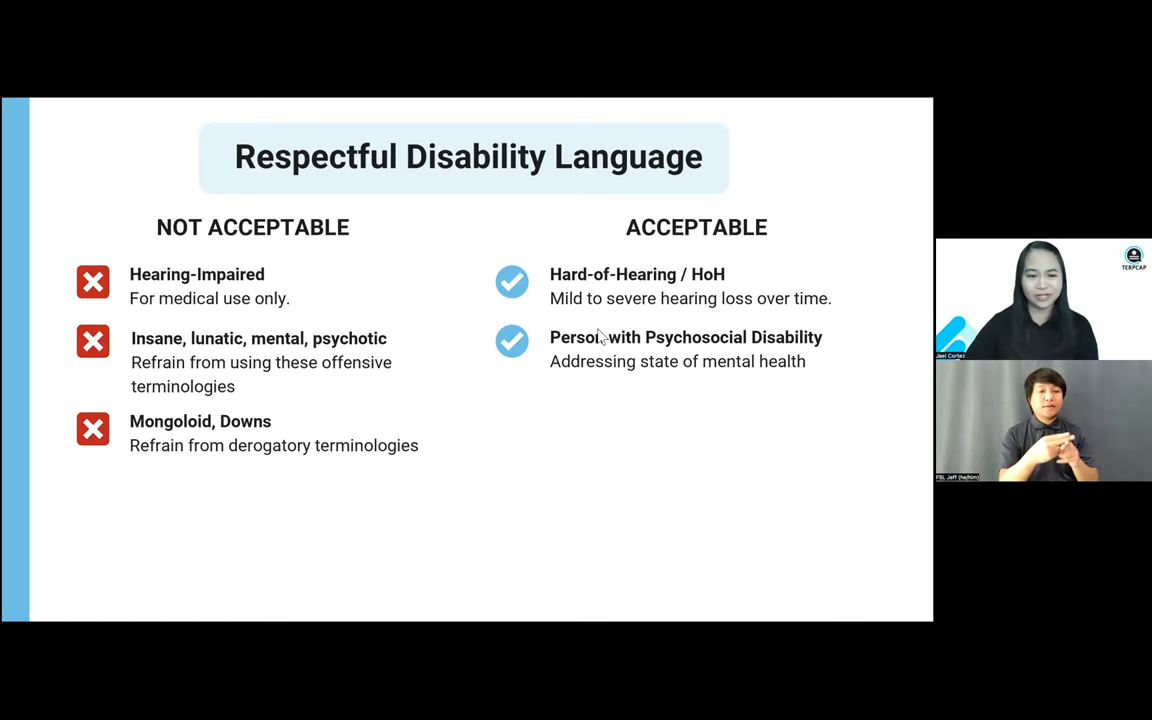 Respectful Disability Language
NOT ACCEPTABLE
ACCEPTABLE
Hearing-Impaired
For medical use only.
Hard-of-Hearing / HoH
Mild to severe hearing loss over time.
Insane, lunatic, mental, psychotic
Refrain from using these offensive
terminologies
Person with Psychosocial Disability
Addressing state of mental health
Mongoloid, Downs
Refrain from derogatory terminologies
TERPCAP
Jael Cortez
FSL Jeff (he/him)